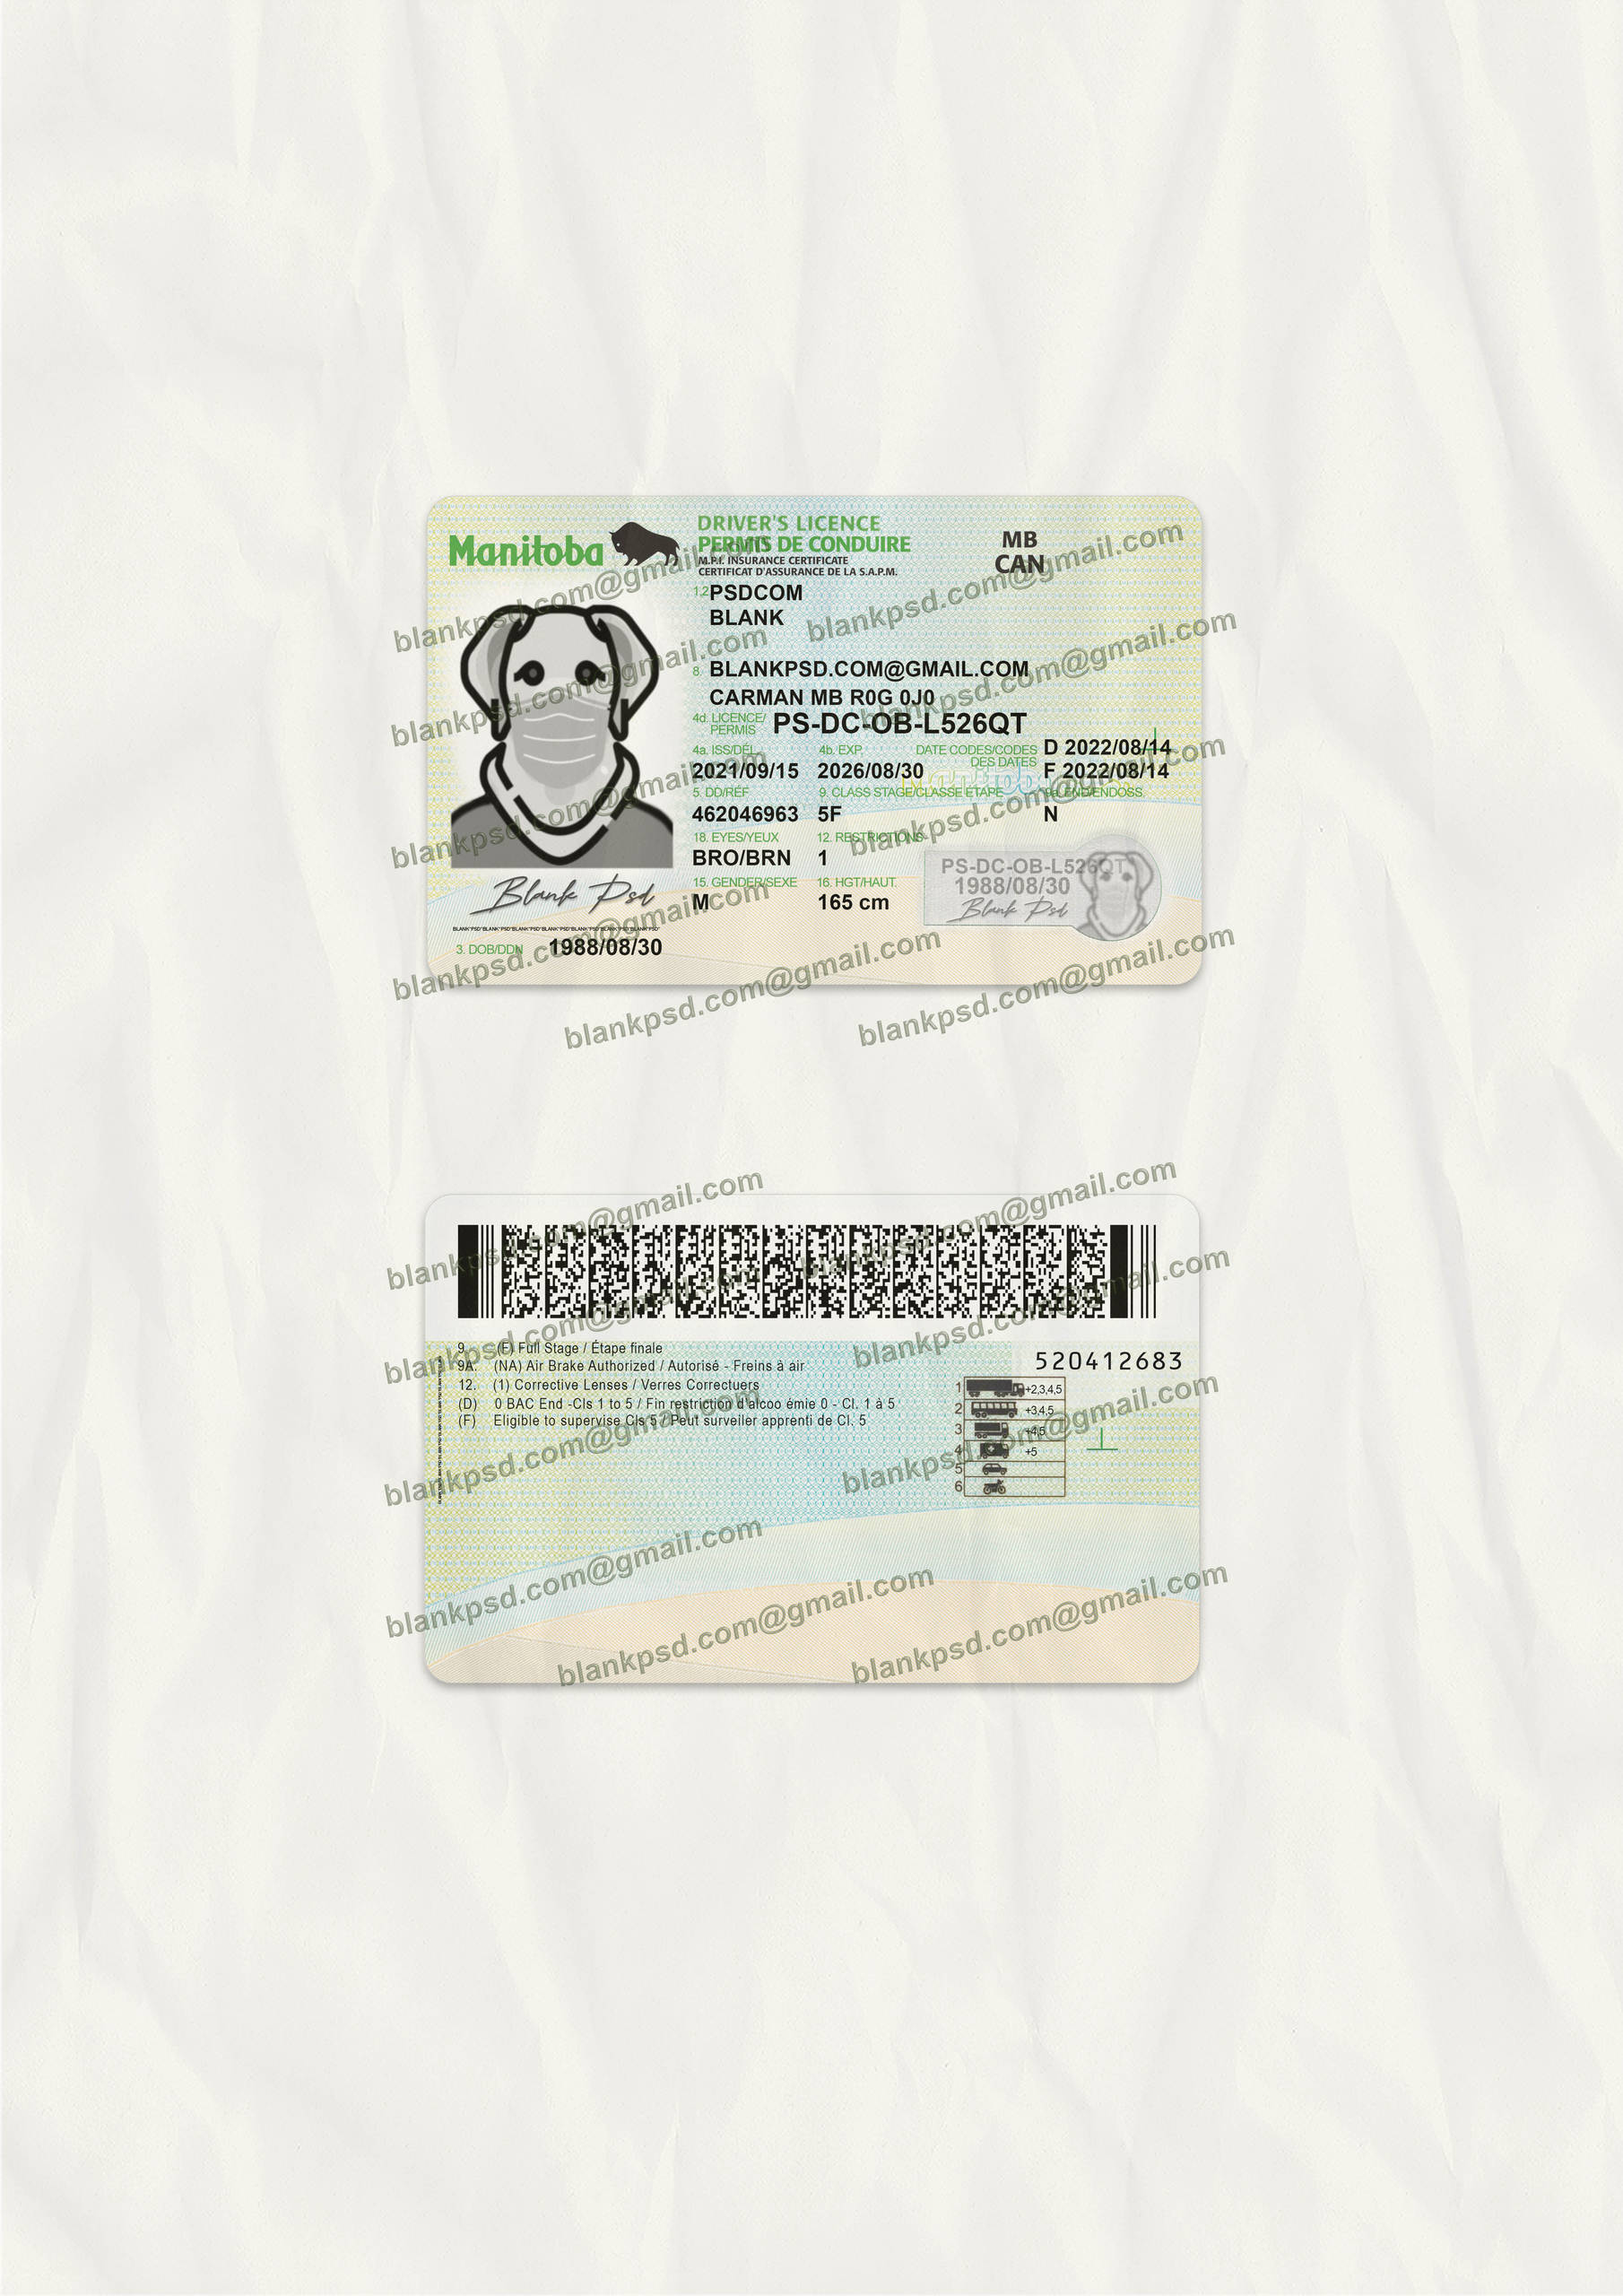 Manitoba
DRIVER'S LICENCE
PERMIS DE CONDUIRE
M.P.I. INSURANCE CERTIFICATE
CERTIFICAT D'ASSURANCE DE LA S.A.P.M.
MB
CAN
1,2 PSDCOM
BLANK
8. BLANKPSD.COM@GMAIL.COM
CARMAN MB R0G 0J0
4d. LICENCE/ PERMIS PS-DC-OB-L526QT
4a. ISS/DÉL. 4b. EXP. DATE CODES/CODES DES DATES D 2022/08/14
2021/09/15 2026/08/30 F 2022/08/14
5. DD/RÉF 9. CLASS STAGE/CLASSE ÉTAPE 9a. END/ENDOSS.
462046963 5F N
18. EYES/YEUX 12. RESTRICTIONS
BRO/BRN 1
15. GENDER/SEXE 16. HGT/HAUT.
M 165 cm
PS-DC-OB-L526QT
1988/08/30
Blank Psd
Blank Psd
BLANK*PSD*BLANK*PSD*BLANK*PSD*BLANK*PSD*BLANK*PSD*BLANK*PSD*BLANK*PSD*
3. DOB/DDN 1988/08/30
blankpsd.com@gmail.com
blankpsd.com@gmail.com
blankpsd.com@gmail.com
blankpsd.com@gmail.com
blankpsd.com@gmail.com
blankpsd.com@gmail.com
blankpsd.com@gmail.com
blankpsd.com@gmail.com
blankpsd.com@gmail.com
9. (F) Full Stage / Étape finale
9A. (NA) Air Brake Authorized / Autorisé - Freins à air
12. (1) Corrective Lenses / Verres Correctuers
(D) 0 BAC End -Cls 1 to 5 / Fin restriction d'alcoo émie 0 - Cl. 1 à 5
(F) Eligible to supervise Cls 5 / Peut surveiler apprenti de Cl. 5
520412683
1 +2,3,4,5
2 +3,4,5
3 +4,5
4 +5
5
6
blankpsd.com@gmail.com
blankpsd.com@gmail.com
blankpsd.com@gmail.com
blankpsd.com@gmail.com
blankpsd.com@gmail.com
blankpsd.com@gmail.com
blankpsd.com@gmail.com
blankpsd.com@gmail.com
blankpsd.com@gmail.com